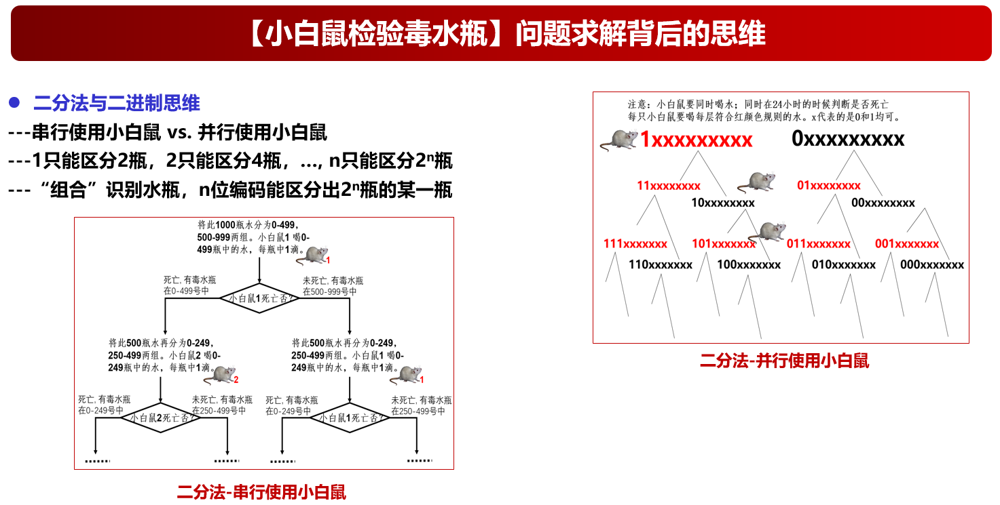 【小白鼠检验毒水瓶】问题求解背后的思维
● 二分法与二进制思维
---串行使用小白鼠 vs. 并行使用小白鼠
---1只能区分2瓶，2只能区分4瓶，…, n只能区分2ⁿ瓶
---“组合”识别水瓶，n位编码能区分出2ⁿ瓶的某一瓶
将此1000瓶水分为0-499，
500-999两组。小白鼠1 喝0-
499瓶中的水，每瓶中1滴。
1
死亡, 有毒水瓶
在0-499号中
小白鼠1死亡否?
未死亡, 有毒水瓶
在500-999号中
将此500瓶水再分为0-249，
250-499两组。小白鼠2 喝0-
249瓶中的水，每瓶中1滴。
2
死亡, 有毒水瓶
在0-249号中
小白鼠2死亡否?
未死亡, 有毒水瓶
在250-499号中
将此500瓶水再分为0-249，
250-499两组。小白鼠1 喝0-
249瓶中的水，每瓶中1滴。
1
死亡, 有毒水瓶
在0-249号中
小白鼠1死亡否?
未死亡, 有毒水瓶
在250-499号中
二分法-串行使用小白鼠
注意：小白鼠要同时喝水；同时在24小时的时候判断是否死亡
每只小白鼠要喝每层符合红颜色规则的水。x代表的是0和1均可。
1xxxxxxxxx 0xxxxxxxxx
11xxxxxxxx 01xxxxxxxx
10xxxxxxxx 00xxxxxxxx
111xxxxxxx 101xxxxxxx 011xxxxxxx 001xxxxxxx
110xxxxxxx 100xxxxxxx 010xxxxxxx 000xxxxxxx
二分法-并行使用小白鼠